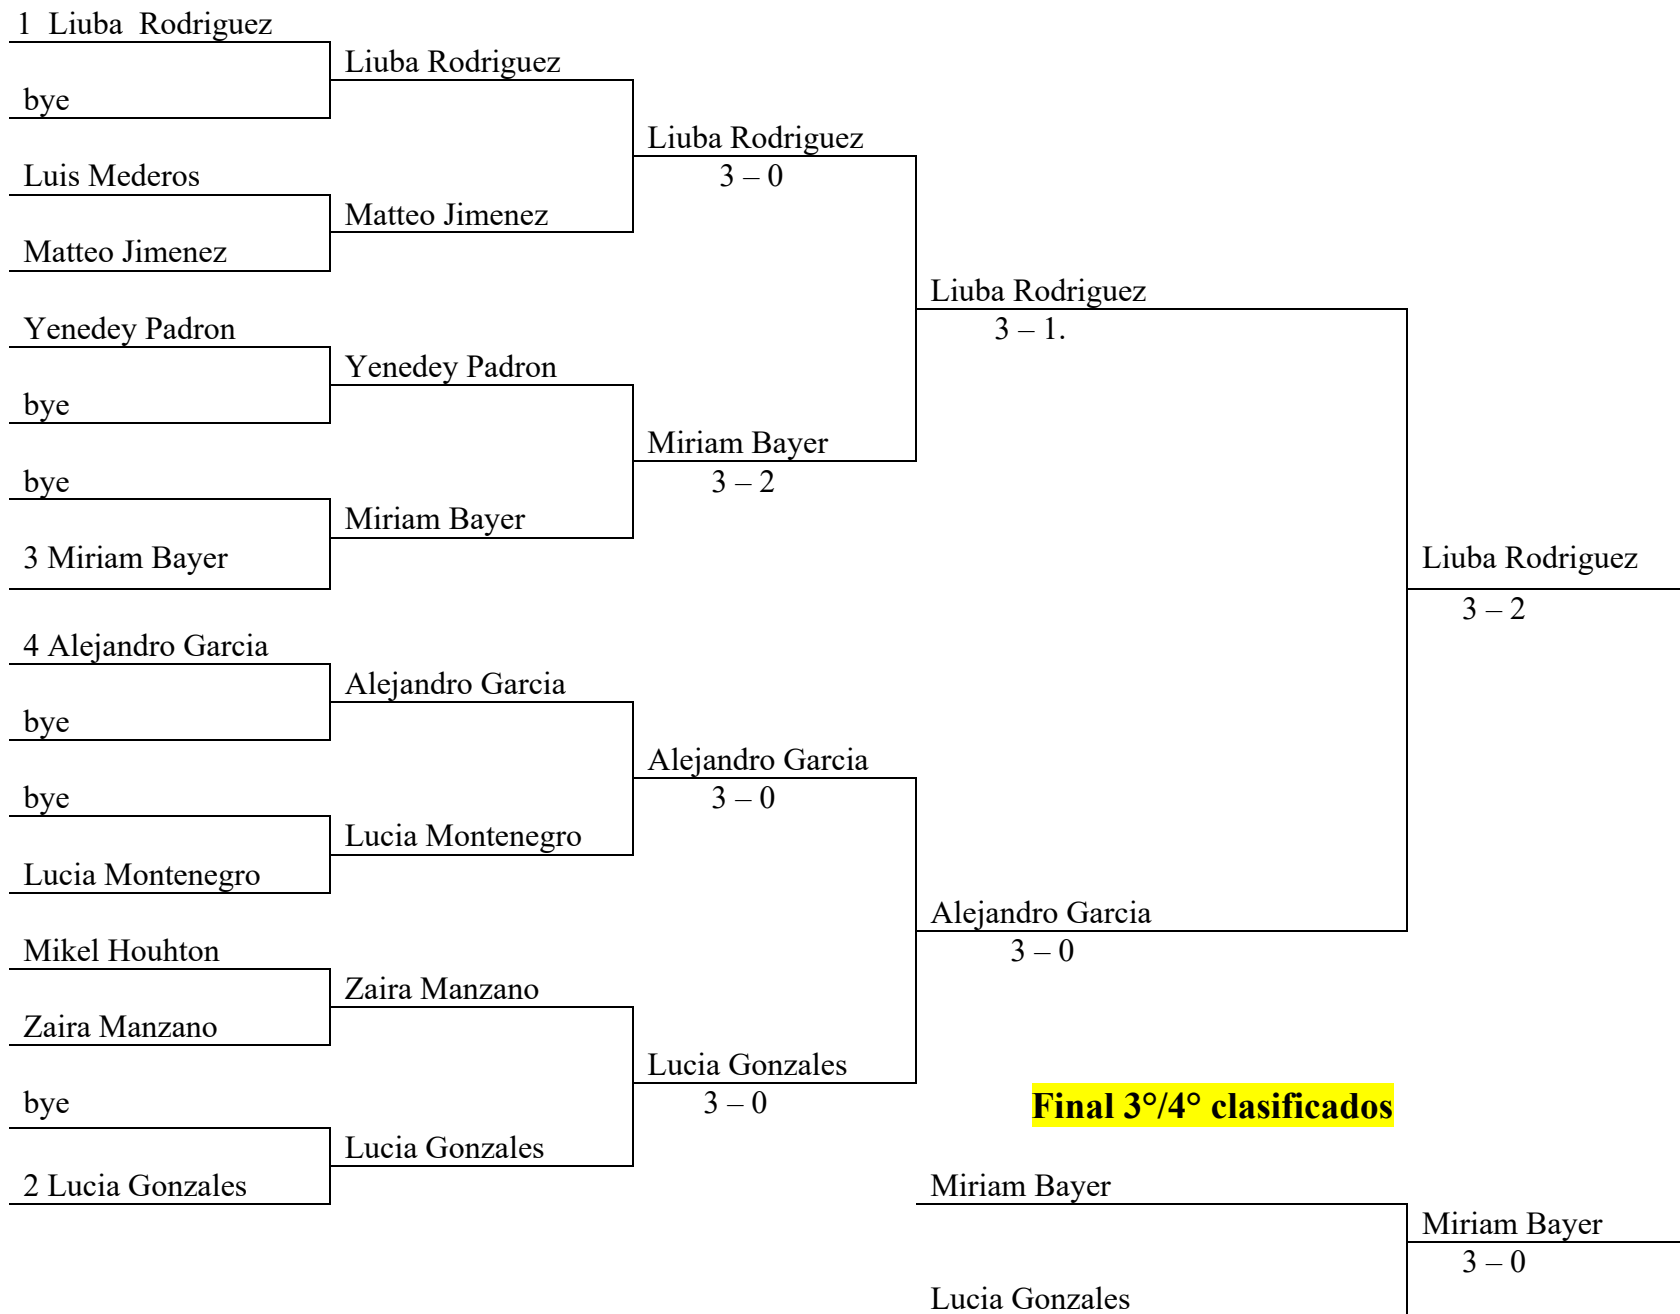 1 Liuba Rodriguez
bye
Luis Mederos
Matteo Jimenez
Yenedey Padron
bye
bye
3 Miriam Bayer
4 Alejandro Garcia
bye
bye
Lucia Montenegro
Mikel Houhton
Zaira Manzano
bye
2 Lucia Gonzales
Liuba Rodriguez
Matteo Jimenez
Yenedey Padron
Miriam Bayer
Alejandro Garcia
Lucia Montenegro
Zaira Manzano
Lucia Gonzales
Liuba Rodriguez
3 – 0
Miriam Bayer
3 – 2
Alejandro Garcia
3 – 0
Lucia Gonzales
3 – 0
Liuba Rodriguez
3 – 1.
Alejandro Garcia
3 – 0
Liuba Rodriguez
3 – 2
Final 3°/4° clasificados
Miriam Bayer
Lucia Gonzales
Miriam Bayer
3 – 0